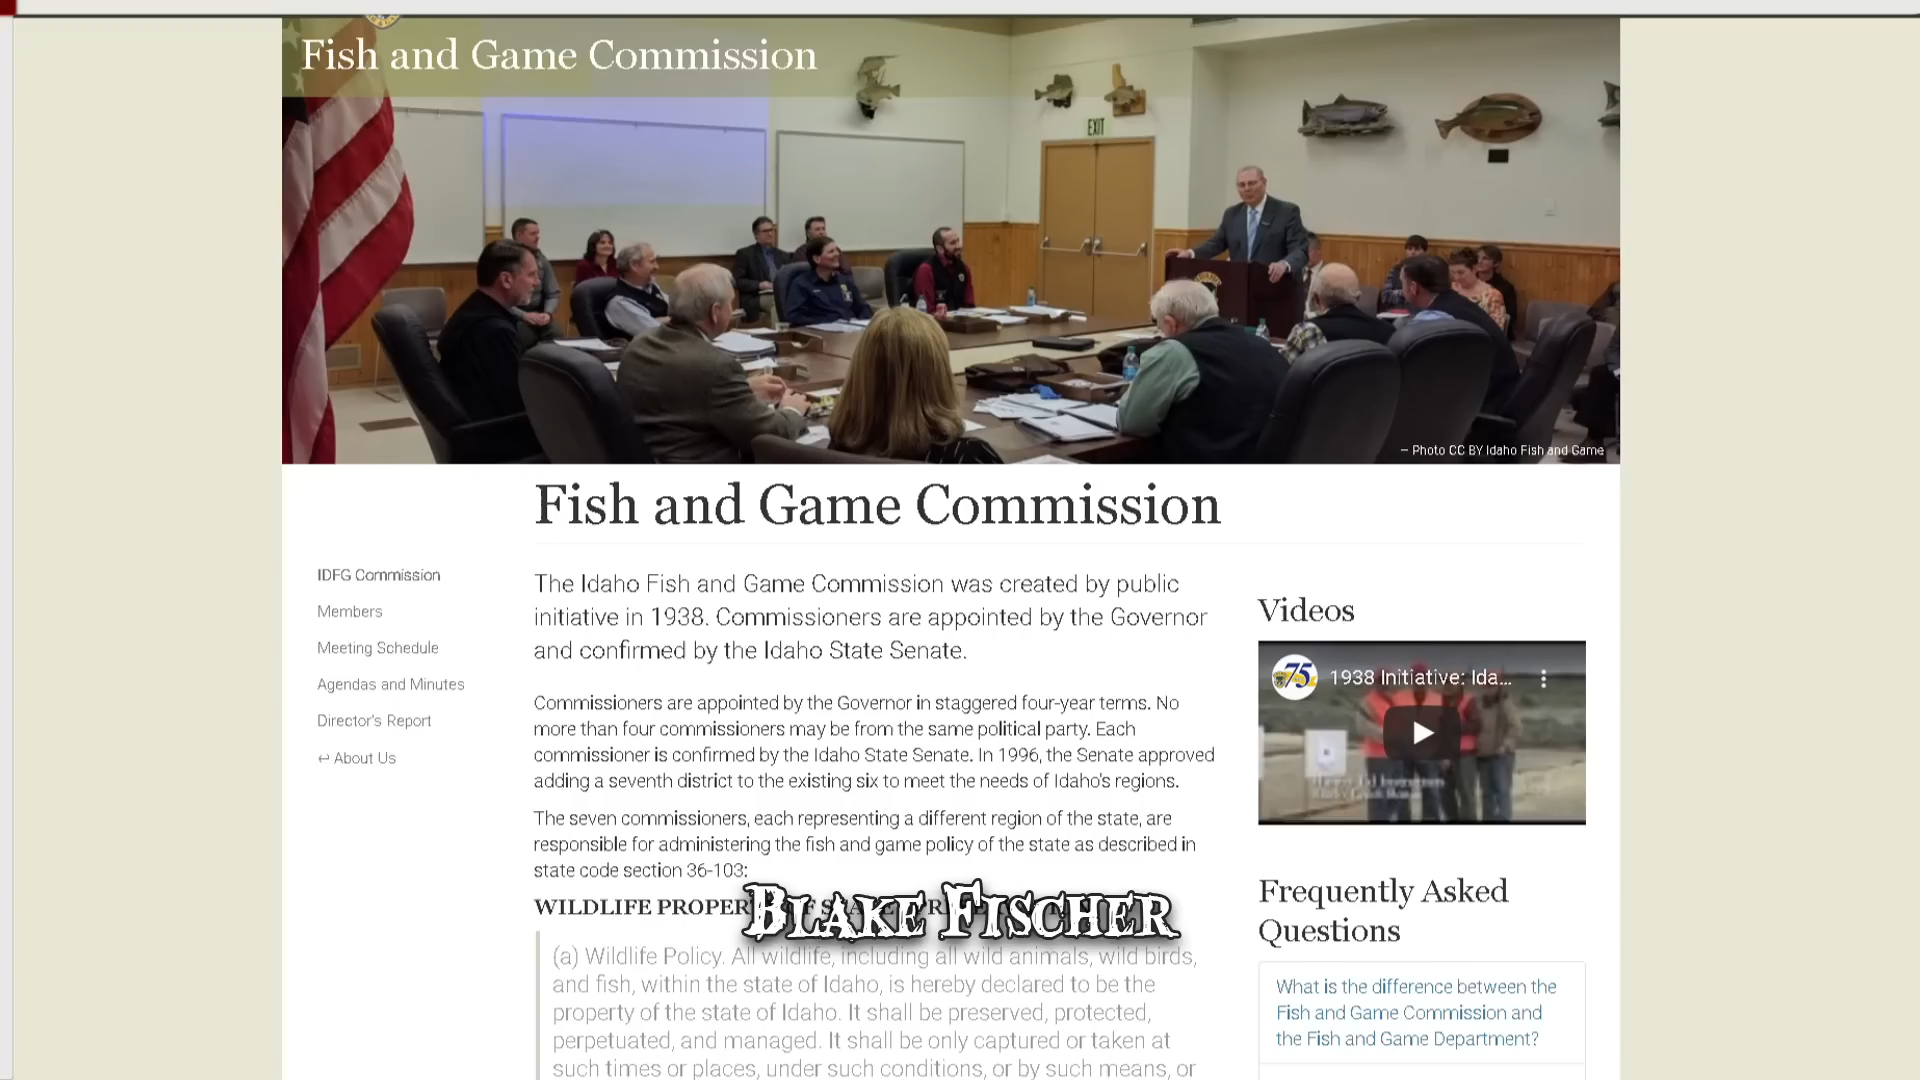 Fish and Game Commission
EXIT
– Photo CC BY Idaho Fish and Game
Fish and Game Commission
IDFG Commission
Members
Meeting Schedule
Agendas and Minutes
Director's Report
↩ About Us
The Idaho Fish and Game Commission was created by public
initiative in 1938. Commissioners are appointed by the Governor
and confirmed by the Idaho State Senate.
Commissioners are appointed by the Governor in staggered four-year terms. No
more than four commissioners may be from the same political party. Each
commissioner is confirmed by the Idaho State Senate. In 1996, the Senate approved
adding a seventh district to the existing six to meet the needs of Idaho's regions.
The seven commissioners, each representing a different region of the state, are
responsible for administering the fish and game policy of the state as described in
state code section 36-103:
WILDLIFE
Blake Fischer
(a) Wildlife Policy. All wildlife, including all wild animals, wild birds,
and fish, within the state of Idaho, is hereby declared to be the
property of the state of Idaho. It shall be preserved, protected,
perpetuated, and managed. It shall be only captured or taken at
such times or places, under such conditions, or by such means, or
Videos
75
1938 Initiative: Ida...
Frequently Asked
Questions
What is the difference between the
Fish and Game Commission and
the Fish and Game Department?